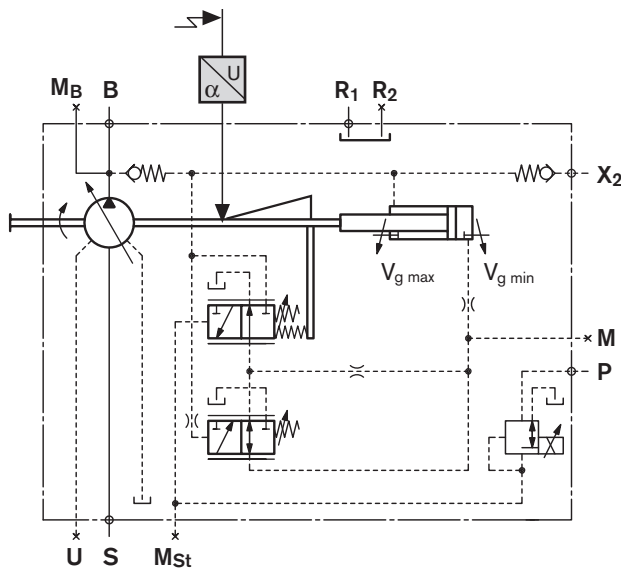 U
α
MB B R1 R2
X2
Vg max Vg min
M
P
U S MSt